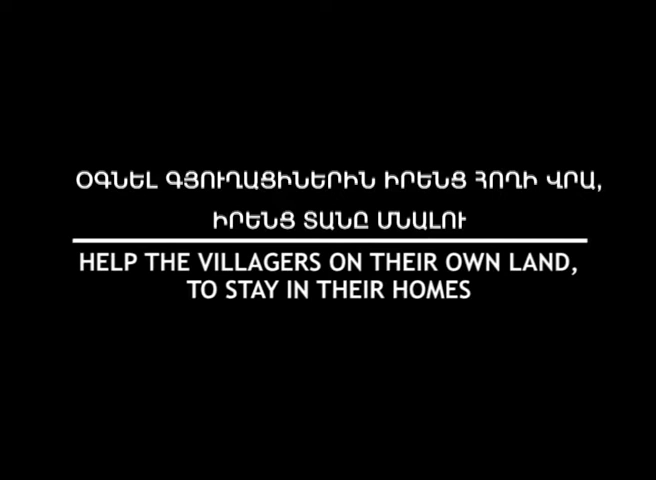 ՕԳՆԵԼ ԳՅՈՒՂԱՑԻՆԵՐԻՆ ԻՐԵՆՑ ՀՈՂԻ ՎՐԱ,
ԻՐԵՆՑ ՏԱՆԸ ՄՆԱԼՈՒ
HELP THE VILLAGERS ON THEIR OWN LAND,
TO STAY IN THEIR HOMES